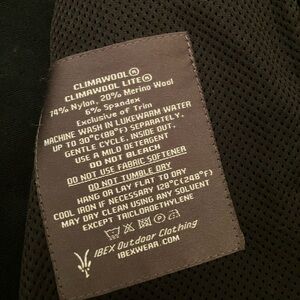 CLIMAWOOL®
CLIMAWOOL LITE®
74% Nylon, 20% Merino Wool
6% Spandex
Exclusive of Trim
MACHINE WASH IN LUKEWARM WATER
UP TO 30°C(88°F) SEPARATELY.
GENTLE CYCLE, INSIDE OUT.
USE A MILD DETERGENT
DO NOT BLEACH
DO NOT USE FABRIC SOFTENER
DO NOT TUMBLE DRY
HANG OR LAY FLAT TO DRY
COOL IRON IF NECESSARY 120°C(248°F)
MAY DRY CLEAN USING ANY SOLVENT
EXCEPT TRICLOROETHYLENE
IBEX Outdoor Clothing
IBEXWEAR.COM